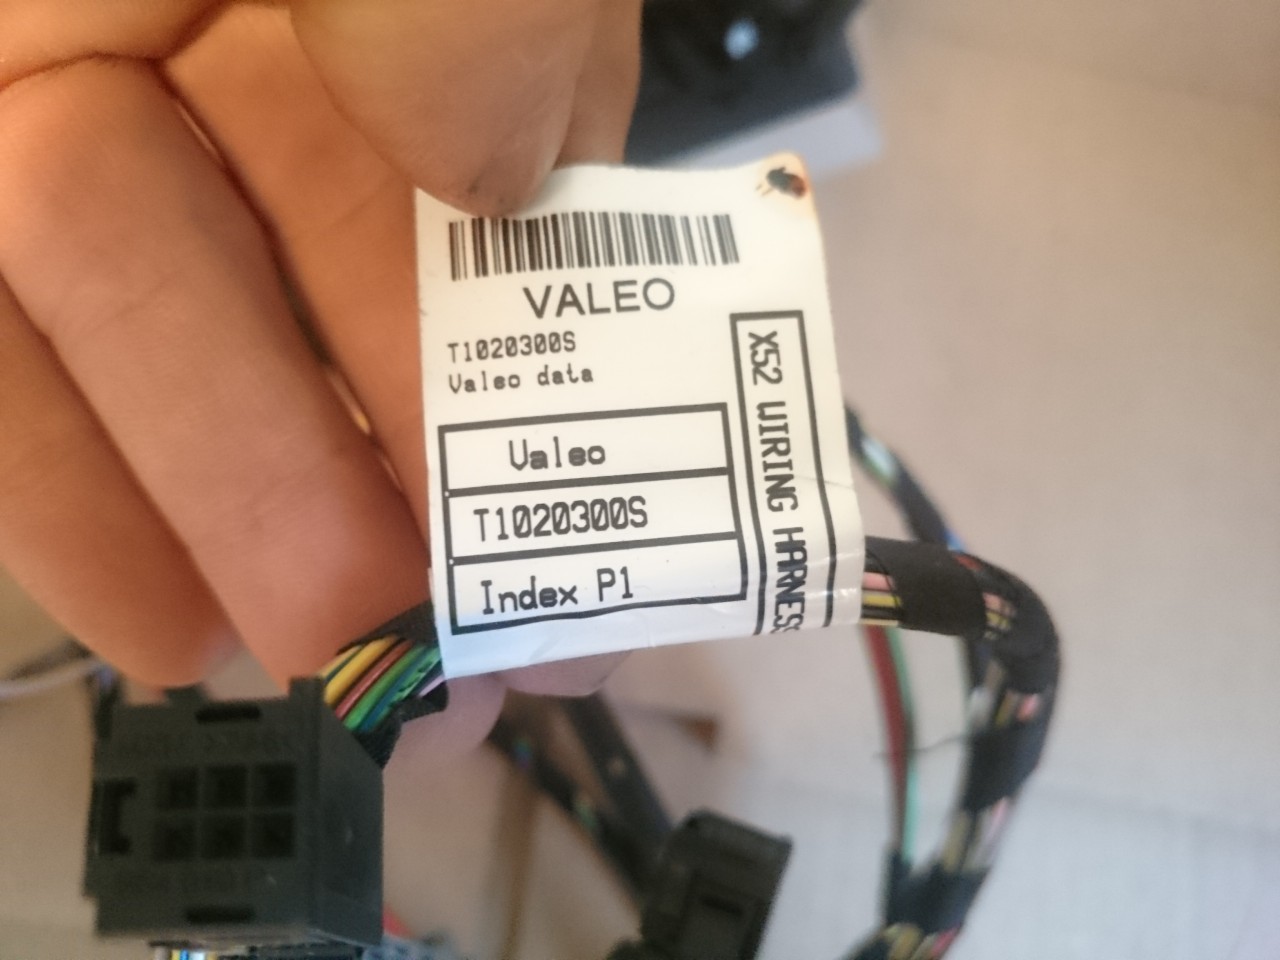 VALEO
T1020300S
Valeo data
Valeo
T1020300S
Index P1
X52 WIRING HARNESS